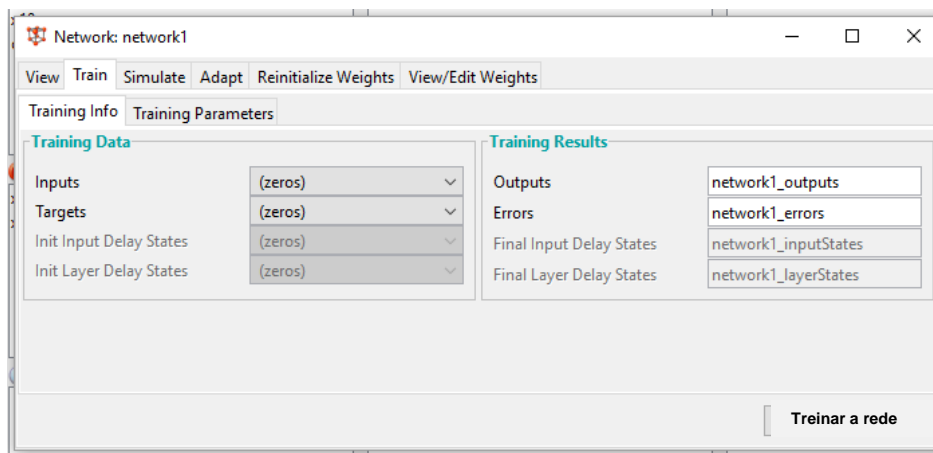 Network: network1
View Train Simulate Adapt Reinitialize Weights View/Edit Weights
Training Info Training Parameters
Training Data
Inputs (zeros)
Targets (zeros)
Init Input Delay States (zeros)
Init Layer Delay States (zeros)
Training Results
Outputs network1_outputs
Errors network1_errors
Final Input Delay States network1_inputStates
Final Layer Delay States network1_layerStates
Treinar a rede